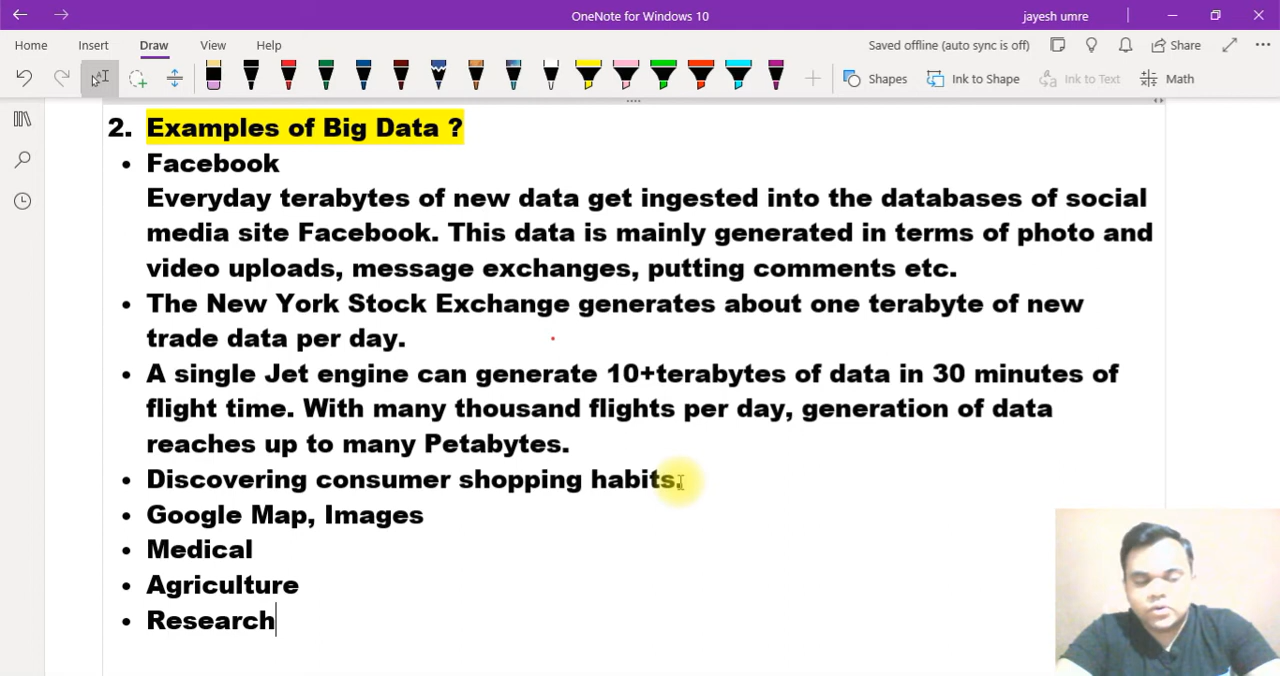 OneNote for Windows 10
jayesh umre
Home
Insert
Draw
View
Help
Saved offline (auto sync is off)
Share
Shapes
Ink to Shape
Ink to Text
Math
2. Examples of Big Data ?
• Facebook
Everyday terabytes of new data get ingested into the databases of social
media site Facebook. This data is mainly generated in terms of photo and
video uploads, message exchanges, putting comments etc.
• The New York Stock Exchange generates about one terabyte of new
trade data per day.
• A single Jet engine can generate 10+terabytes of data in 30 minutes of
flight time. With many thousand flights per day, generation of data
reaches up to many Petabytes.
• Discovering consumer shopping habits.
• Google Map, Images
• Medical
• Agriculture
• Research